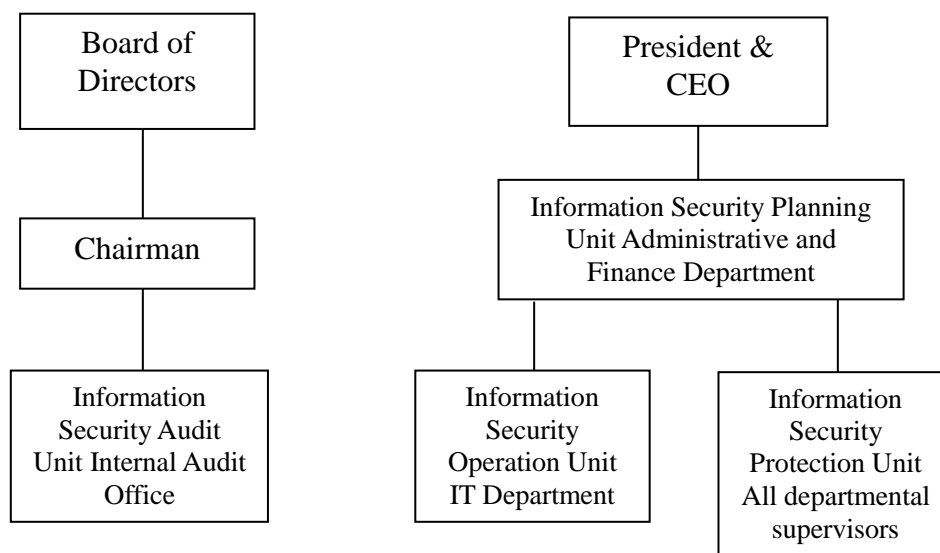 Board of
Directors
Chairman
Information
Security Audit
Unit Internal Audit
Office
President &
CEO
Information Security Planning
Unit Administrative and
Finance Department
Information
Security
Operation Unit
IT Department
Information
Security
Protection Unit
All departmental
supervisors